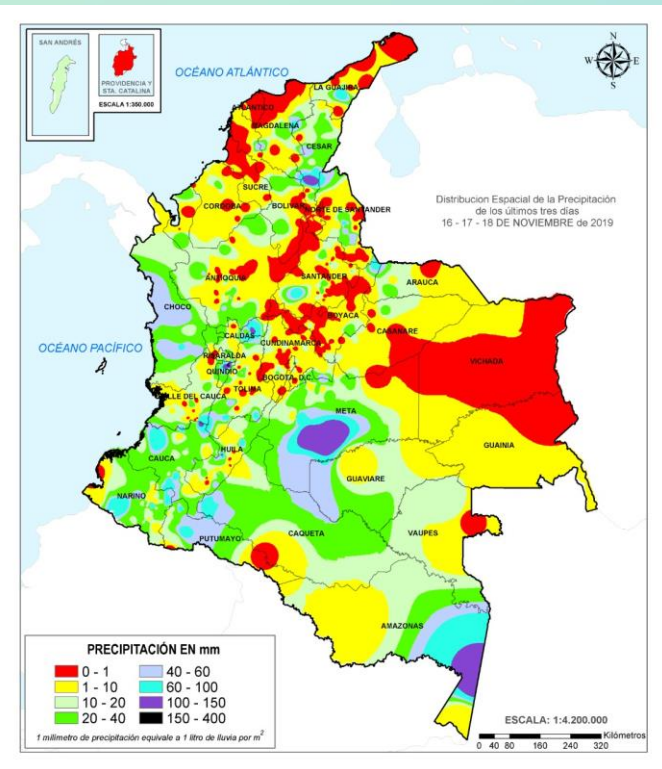 SAN ANDRÉS
PROVIDENCIA Y
STA. CATALINA
ESCALA 1:350.000
OCÉANO ATLÁNTICO
N
W
E
S
LA GUAJIRA
ATLÁNTICO
MAGDALENA
CESAR
SUCRE
CORDOBA
BOLIVAR
NORTE DE SANTANDER
Distribucion Espacial de la Precipitación
de los últimos tres días
16 - 17 - 18 DE NOVIEMBRE de 2019
ANTIOQUIA
SANTANDER
ARAUCA
CHOCO
BOYACA
CASANARE
OCÉANO PACÍFICO
CALDAS
CUNDINAMARCA
RISARALDA
VICHADA
QUINDIO
BOGOTA, D.C.
TOLIMA
VALLE DEL CAUCA
META
GUAINIA
CAUCA
HUILA
GUAVIARE
NARIÑO
PUTUMAYO
CAQUETA
VAUPES
AMAZONAS
PRECIPITACIÓN EN mm
0 - 1
40 - 60
1 - 10
60 - 100
10 - 20
100 - 150
20 - 40
150 - 400
1 milimetro de precipitación equivale a 1 litro de lluvia por m2
ESCALA: 1:4.200.000
Kilómetros
0 40 80 160 240 320